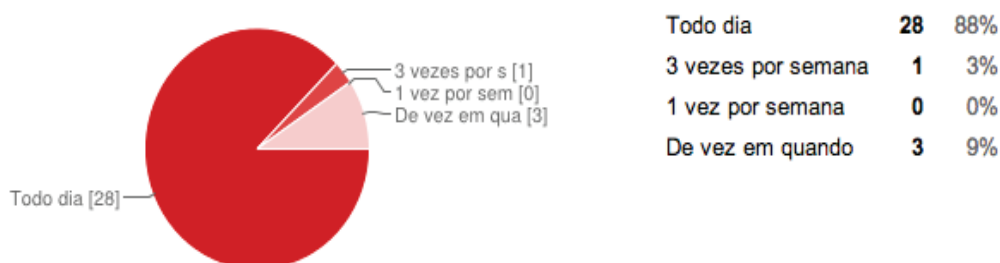 3 vezes por s [1]
1 vez por sem [0]
De vez em qua [3]
Todo dia [28]
Todo dia 28 88%
3 vezes por semana 1 3%
1 vez por semana 0 0%
De vez em quando 3 9%